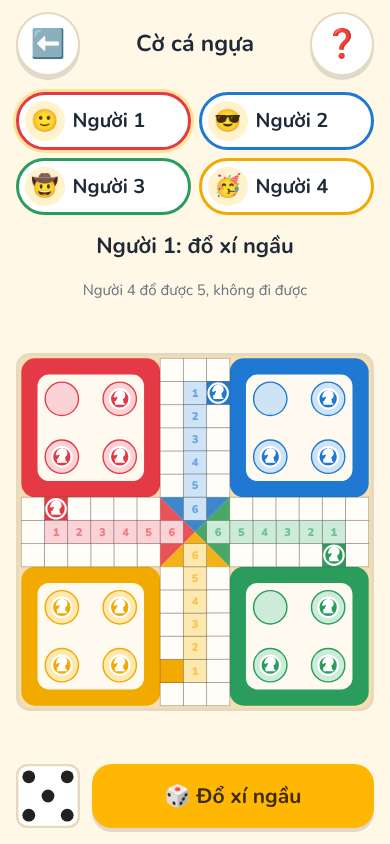 Cờ cá ngựa
Người 1
Người 2
Người 3
Người 4
Người 1: đổ xí ngầu
Người 4 đổ được 5, không đi được
1
2
3
4
5
6
1 2 3 4 5 6
6 5 4 3 2 1
6
5
4
3
2
1
Đổ xí ngầu